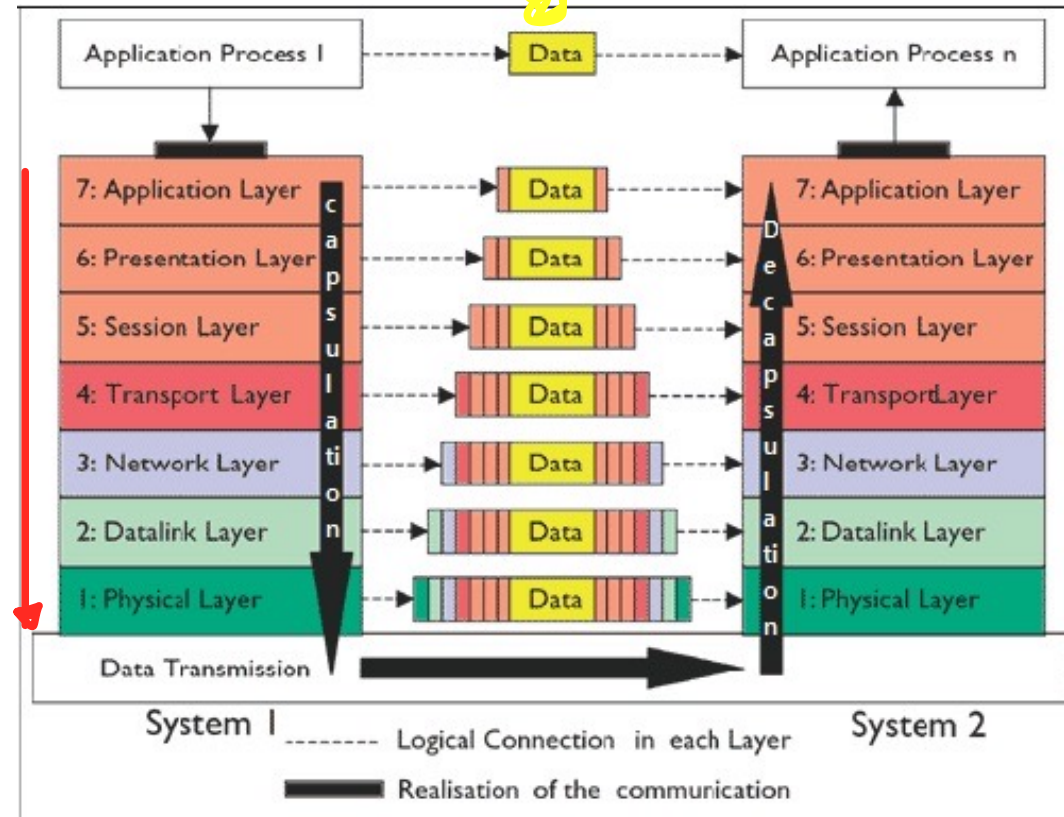 Application Process 1
Data
Application Process n
7: Application Layer
Data
7: Application Layer
6: Presentation Layer
Data
6: Presentation Layer
5: Session Layer
Data
5: Session Layer
4: Transport Layer
Data
4: TransportLayer
3: Network Layer
Data
3: Network Layer
2: Datalink Layer
Data
2: Datalink Layer
1: Physical Layer
Data
1: Physical Layer
capsulation
Decapsulation
Data Transmission
System 1
System 2
Logical Connection in each Layer
Realisation of the communication